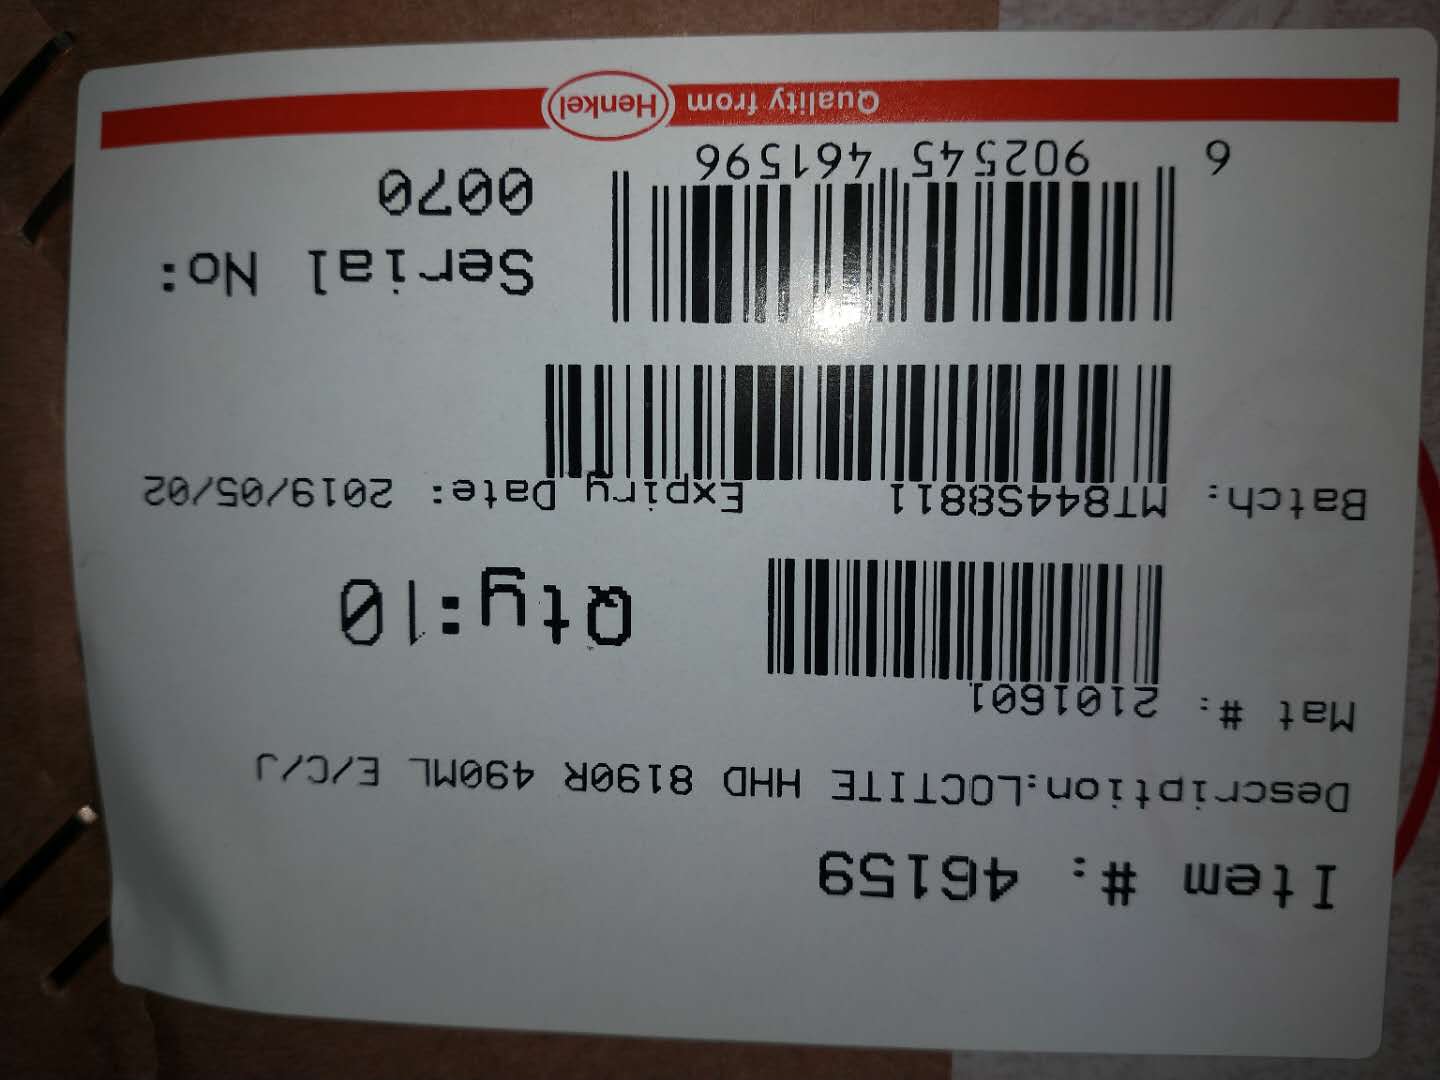 Item #: 46159
Description:LOCTITE HHD 8190R 490ML E/C/J
Mat #: 2101601
Qty:10
Batch: MT844S8811 Expiry Date: 2019/05/02
Serial No:
0070
6 902545 461596
Quality from Henkel